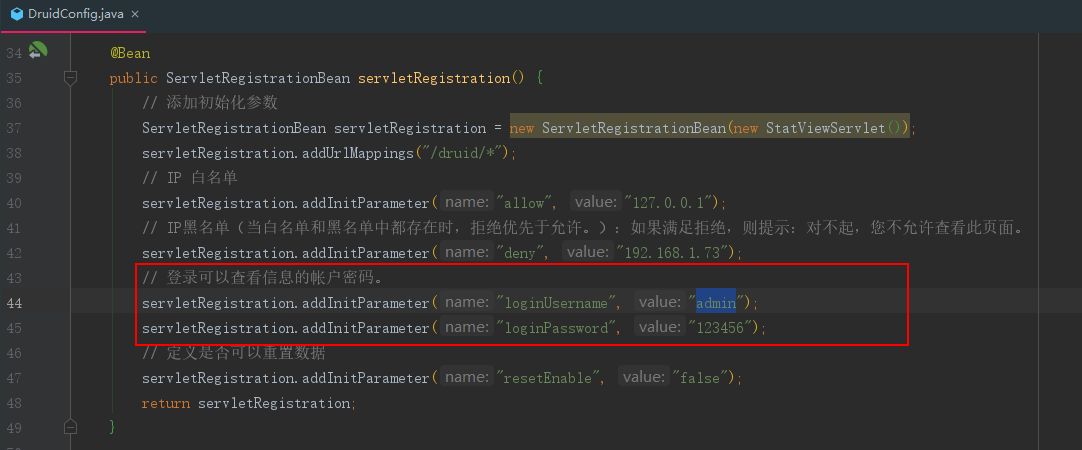 DruidConfig.java ×
34 @Bean
35 public ServletRegistrationBean servletRegistration() {
36 // 添加初始化参数
37 ServletRegistrationBean servletRegistration = new ServletRegistrationBean(new StatViewServlet());
38 servletRegistration.addUrlMappings("/druid/*");
39 // IP 白名单
40 servletRegistration.addInitParameter( name: "allow", value: "127.0.0.1");
41 // IP黑名单（当白名单和黑名单中都存在时，拒绝优先于允许。）：如果满足拒绝，则提示：对不起，您不允许查看此页面。
42 servletRegistration.addInitParameter( name: "deny", value: "192.168.1.73");
43 // 登录可以查看信息的帐户密码。
44 servletRegistration.addInitParameter( name: "loginUsername", value: "admin");
45 servletRegistration.addInitParameter( name: "loginPassword", value: "123456");
46 // 定义是否可以重置数据
47 servletRegistration.addInitParameter( name: "resetEnable", value: "false");
48 return servletRegistration;
49 }